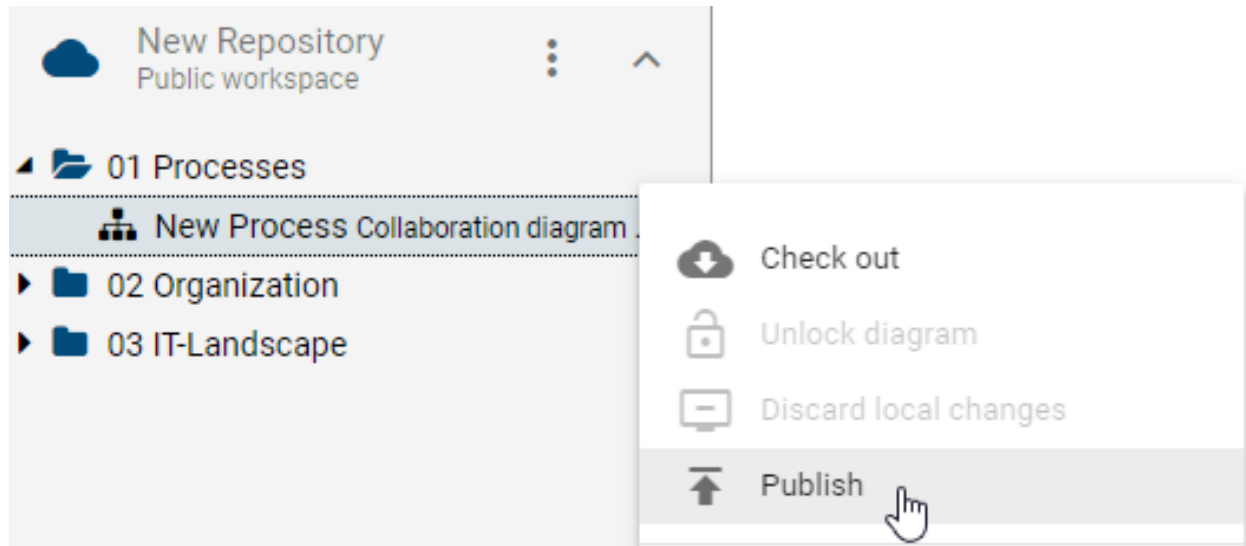 New Repository
Public workspace
01 Processes
New Process Collaboration diagram .
02 Organization
03 IT-Landscape
Check out
Unlock diagram
Discard local changes
Publish